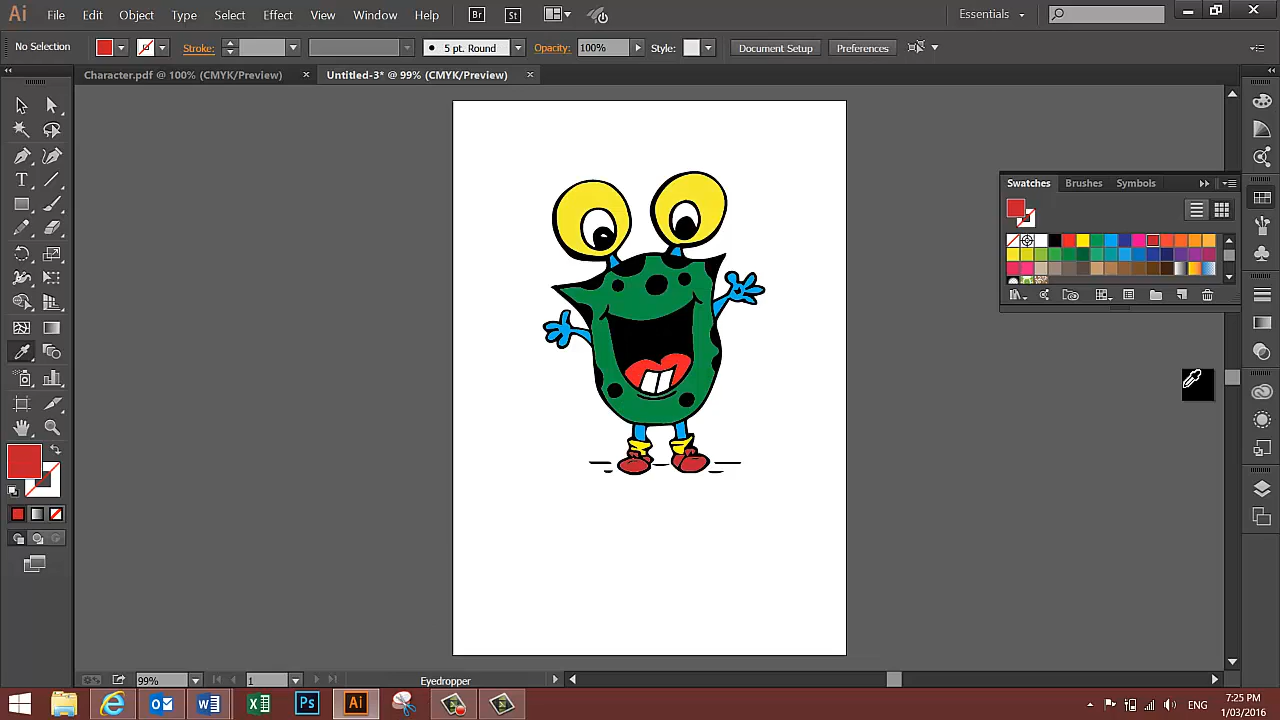 Ai File Edit Object Type Select Effect View Window Help Br St Essentials
No Selection Stroke: 5 pt. Round Opacity: 100% Style: Document Setup Preferences
Character.pdf @ 100% (CMYK/Preview) × Untitled-3* @ 99% (CMYK/Preview) ×
Swatches Brushes Symbols
T
99% 1 Eyedropper
Ps Ai ENG 7:25 PM
1/03/2016